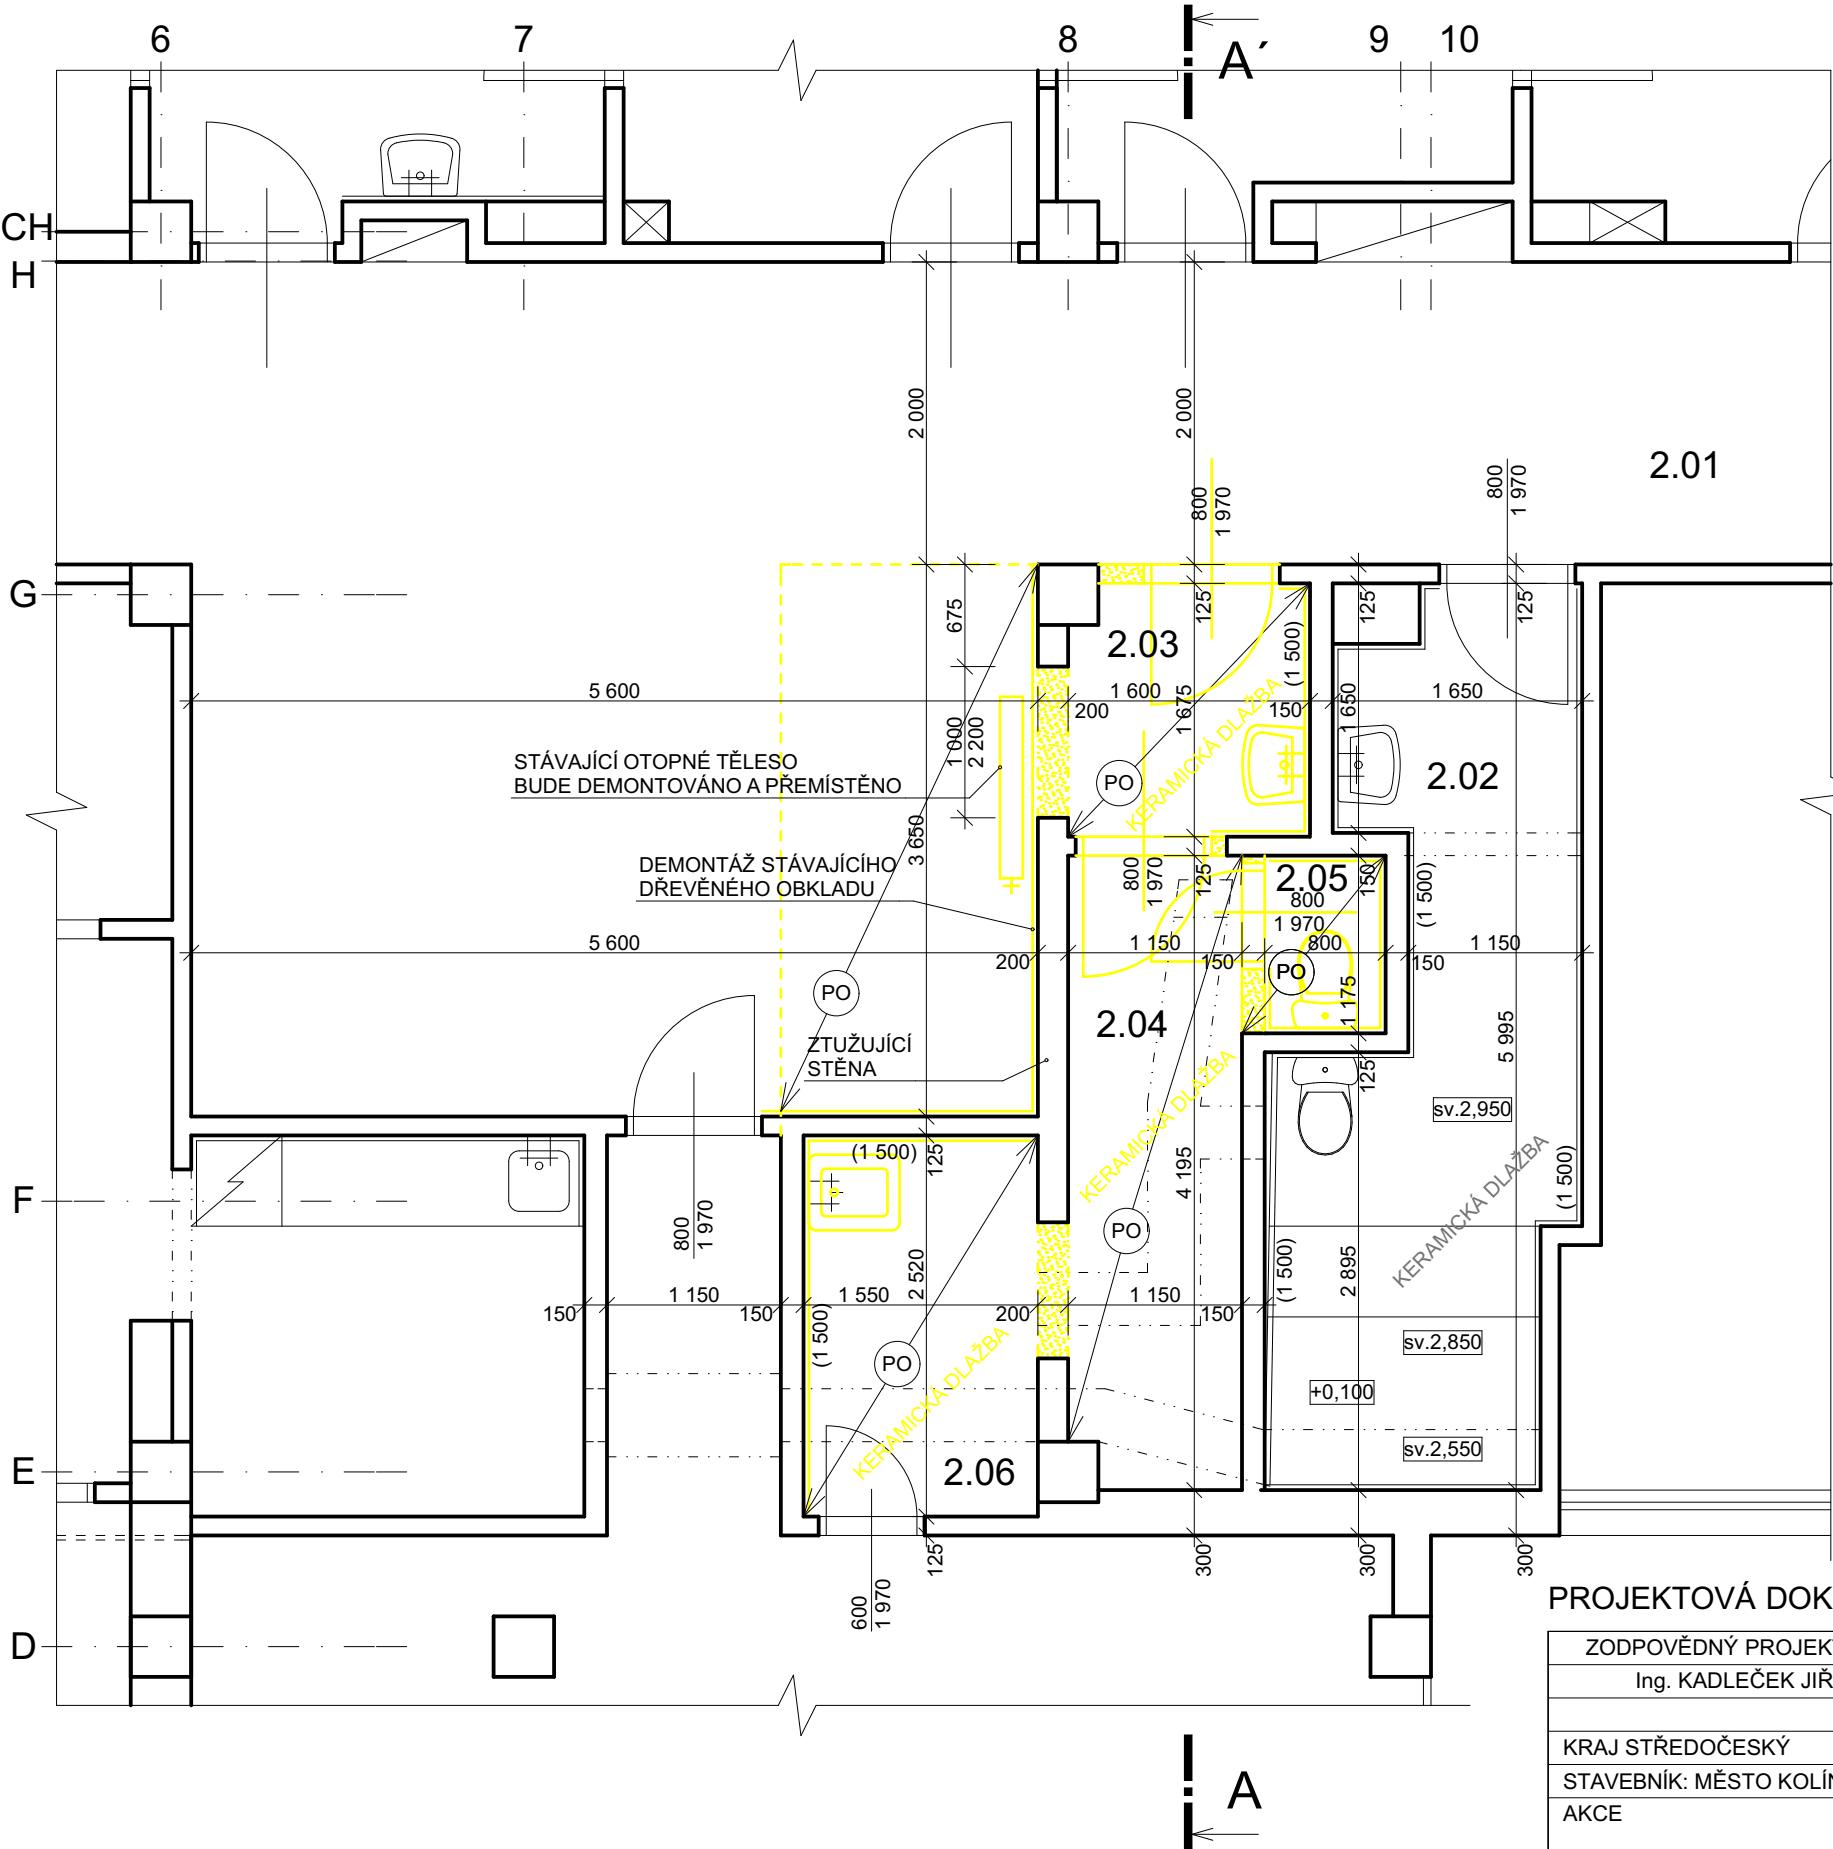 6
7
8
9
10
A´
CH
H
G
F
E
D
2 000
2 000
800
1 970
800
1 970
2.01
675
125
125
125
2.03
(1 500)
5 600
200
1 600
1 675
150
1 650
1 650
1 000
2 200
STÁVAJÍCÍ OTOPNÉ TĚLESO
BUDE DEMONTOVÁNO A PŘEMÍSTĚNO
PO
KERAMICKÁ DLAŽBA
2.02
3 650
DEMONTÁŽ STÁVAJÍCÍHO
DŘEVĚNÉHO OBKLADU
800
1 970
125
2.05
150
(1 500)
800
1 970
5 600
200
1 150
150
800
150
1 150
PO
PO
1 175
2.04
5 995
ZTUŽUJÍCÍ
STĚNA
125
sv.2,950
KERAMICKÁ DLAŽBA
KERAMICKÁ DLAŽBA
(1 500)
(1 500)
125
4 195
PO
800
1 970
2 520
(1 500)
2 895
150
1 150
150
1 550
200
1 150
150
(1 500)
PO
KERAMICKÁ DLAŽBA
sv.2,850
+0,100
sv.2,550
2.06
125
300
300
300
600
1 970
A
PROJEKTOVÁ DOK
ZODPOVĚDNÝ PROJEK
Ing. KADLEČEK JIŘ
KRAJ STŘEDOČESKÝ
STAVEBNÍK: MĚSTO KOLÍN
AKCE